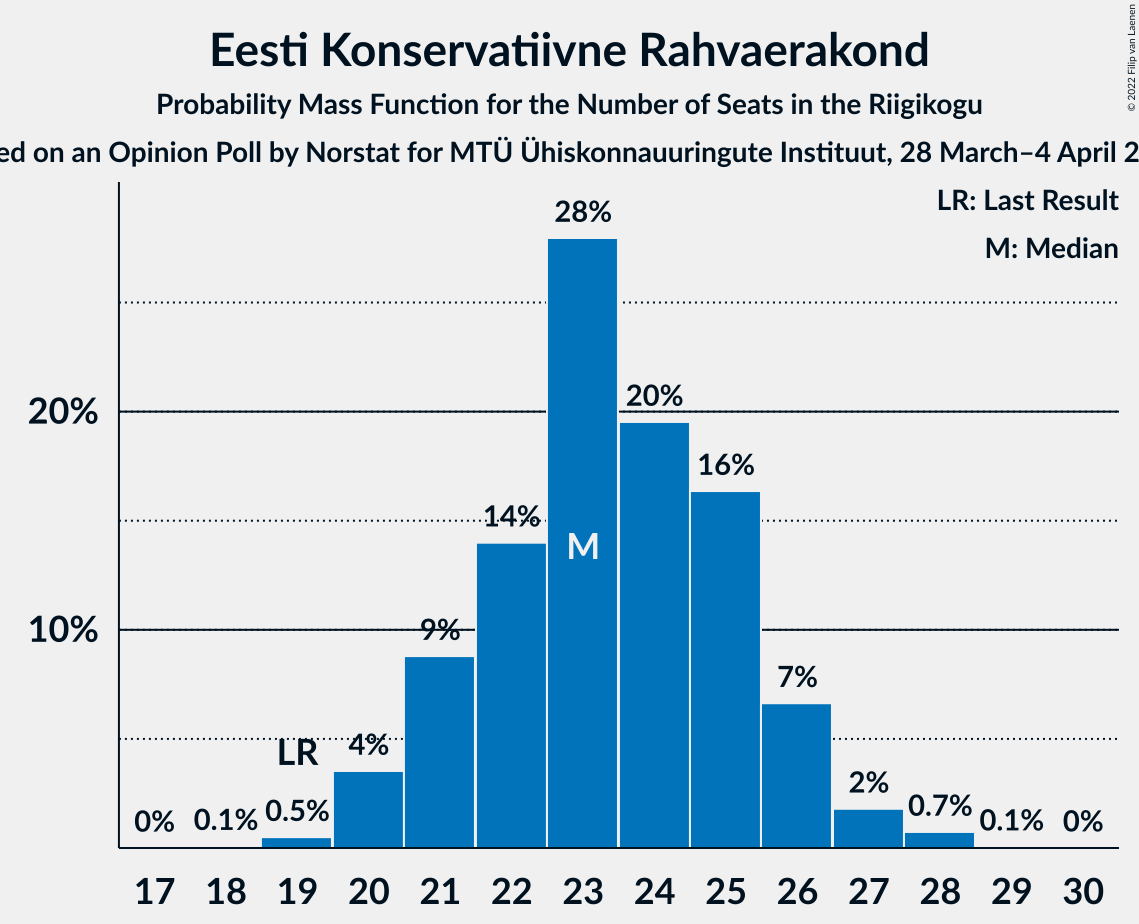 Eesti Konservatiivne Rahvaerakond
Probability Mass Function for the Number of Seats in the Riigikogu
ed on an Opinion Poll by Norstat for MTÜ Ühiskonnauuringute Instituut, 28 March–4 April 2
© 2022 Filip van Laenen
LR: Last Result
M: Median
28%
20%
20%
16%
14%
M
10%
9%
7%
LR
4%
2%
0%
0.1%
0.5%
0.7%
0.1%
0%
17 18 19 20 21 22 23 24 25 26 27 28 29 30